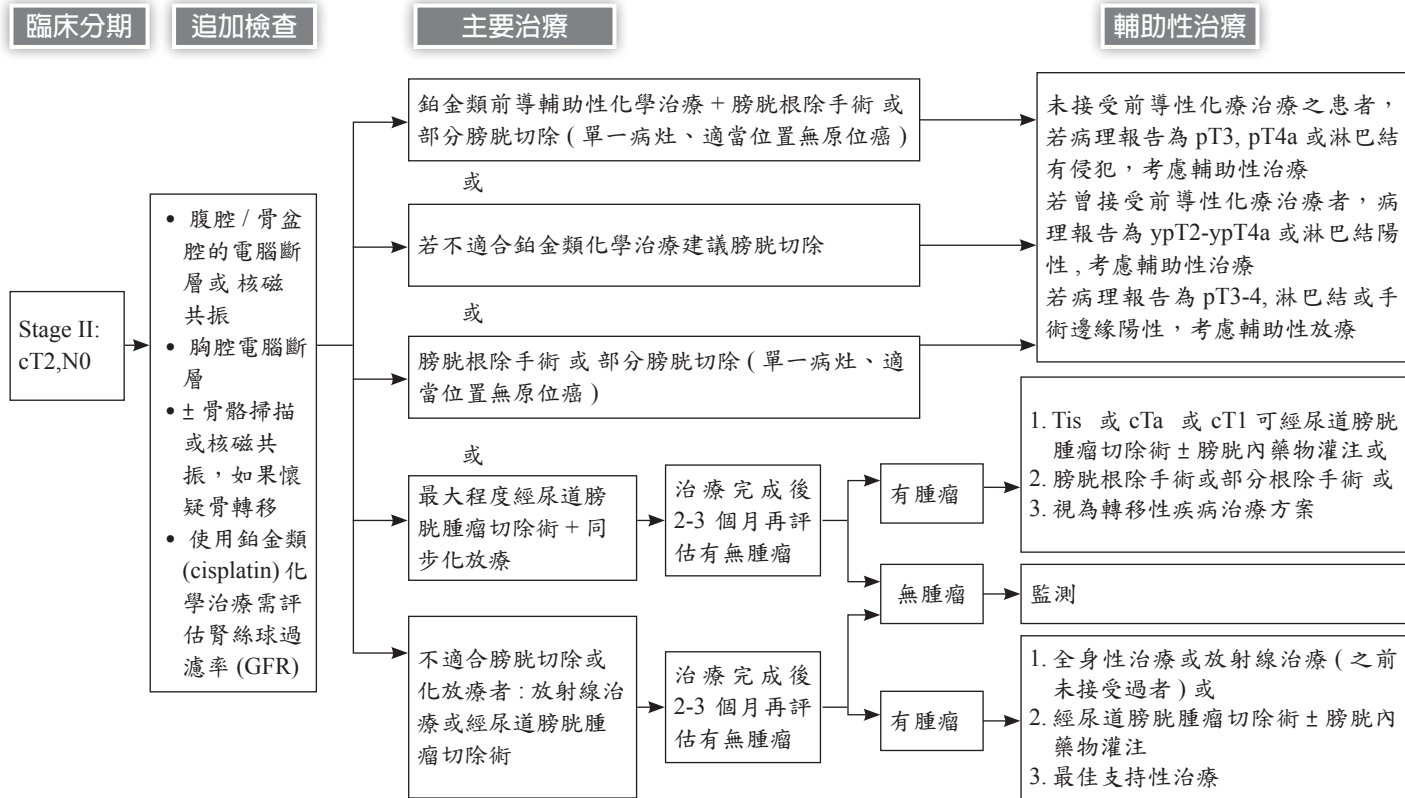 臨床分期
追加檢查
主要治療
輔助性治療
Stage II:
cT2,N0
• 腹腔 / 骨盆
腔的電腦斷
層或 核磁
共振
• 胸腔電腦斷
層
• ± 骨骼掃描
或核磁共
振，如果懷
疑骨轉移
• 使用鉑金類
(cisplatin) 化
學治療需評
估腎絲球過
濾率 (GFR)
鉑金類前導輔助性化學治療 + 膀胱根除手術 或
部分膀胱切除 ( 單一病灶、適當位置無原位癌 )
或
若不適合鉑金類化學治療建議膀胱切除
或
膀胱根除手術 或 部分膀胱切除 ( 單一病灶、適
當位置無原位癌 )
或
最大程度經尿道膀
胱腫瘤切除術 + 同
步化放療
不適合膀胱切除或
化放療者 : 放射線治
療或經尿道膀胱腫
瘤切除術
治療完成後
2-3 個月再評
估有無腫瘤
治療完成後
2-3 個月再評
估有無腫瘤
有腫瘤
無腫瘤
有腫瘤
未接受前導性化療治療之患者，
若病理報告為 pT3, pT4a 或淋巴結
有侵犯，考慮輔助性治療
若曾接受前導性化療治療者，病
理報告為 ypT2-ypT4a 或淋巴結陽
性 , 考慮輔助性治療
若病理報告為 pT3-4, 淋巴結或手
術邊緣陽性，考慮輔助性放療
1. Tis 或 cTa 或 cT1 可經尿道膀胱
腫瘤切除術 ± 膀胱內藥物灌注或
2. 膀胱根除手術或部分根除手術 或
3. 視為轉移性疾病治療方案
監測
1. 全身性治療或放射線治療 ( 之前
未接受過者 ) 或
2. 經尿道膀胱腫瘤切除術 ± 膀胱內
藥物灌注
3. 最佳支持性治療